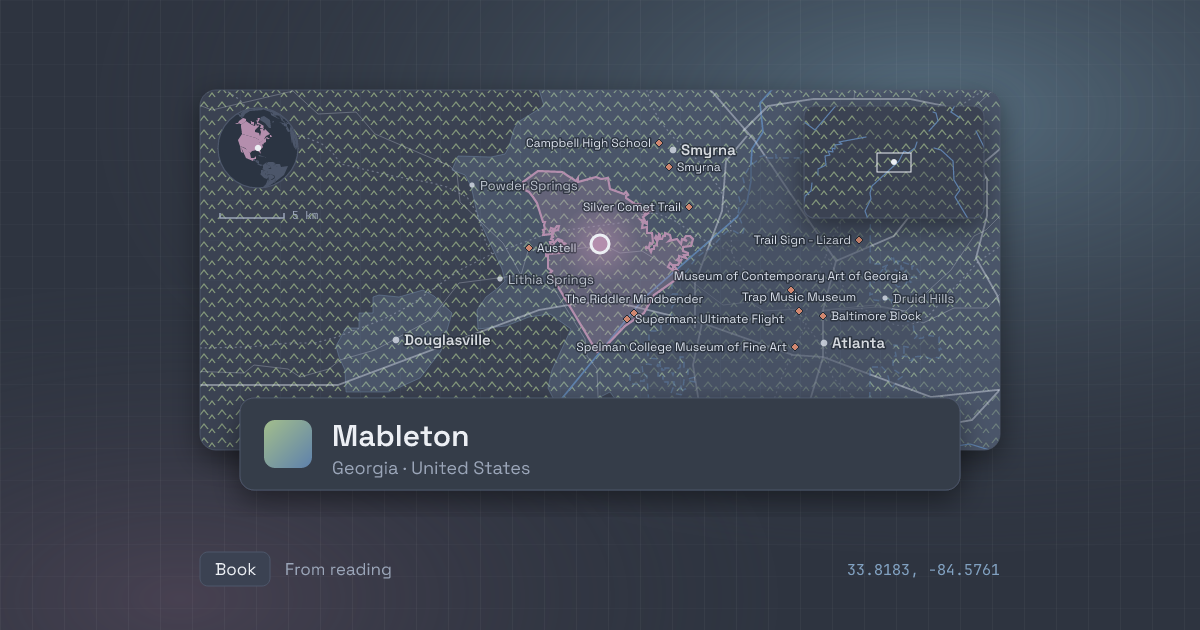 Campbell High School
Smyrna
Smyrna
Powder Springs
Silver Comet Trail
5 km
Austell
Trail Sign - Lizard
Lithia Springs
Museum of Contemporary Art of Georgia
The Riddler Mindbender
Trap Music Museum
Druid Hills
Superman: Ultimate Flight
Baltimore Block
Douglasville
Spelman College Museum of Fine Art
Atlanta
Mableton
Georgia · United States
Book
From reading
33.8183, -84.5761